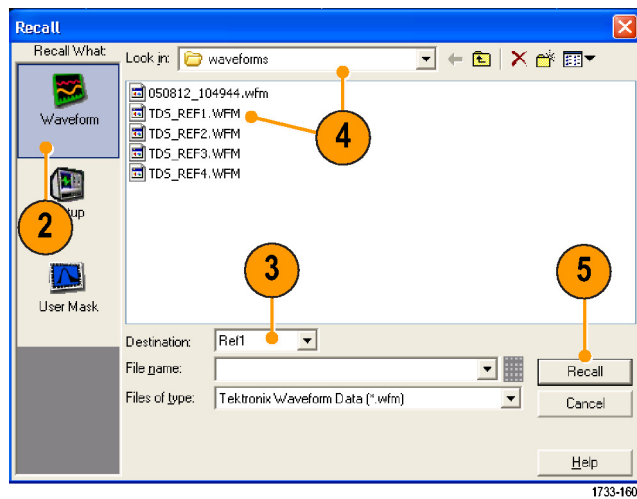 Recall
Recall What:
Look in:
waveforms
Waveform
050812_104944.wfm
TDS_REF1.WFM
TDS_REF2.WFM
TDS_REF3.WFM
TDS_REF4.WFM
4
2
tup
User Mask
3
5
Destination:
Ref1
File name:
Recall
Files of type:
Tektronix Waveform Data (*.wfm)
Cancel
Help
1733-160